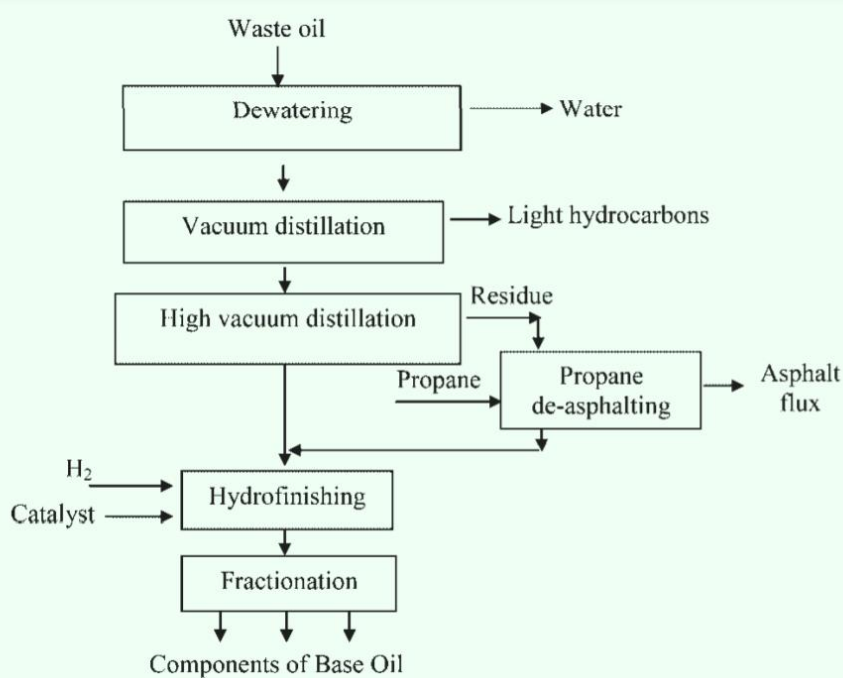 Waste oil
Dewatering
Water
Vacuum distillation
Light hydrocarbons
High vacuum distillation
Residue
Propane
Propane
de-asphalting
Asphalt
flux
H₂
Catalyst
Hydrofinishing
Fractionation
Components of Base Oil